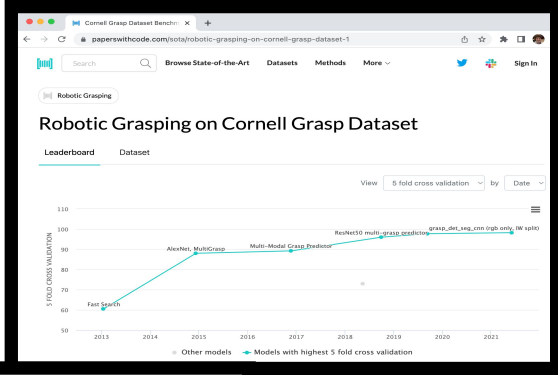 Cornell Grasp Dataset Benchm
paperswithcode.com/sota/robotic-grasping-on-cornell-grasp-dataset-1
Search Browse State-of-the-Art Datasets Methods More Sign In
Robotic Grasping
Robotic Grasping on Cornell Grasp Dataset
Leaderboard Dataset
View 5 fold cross validation by Date
5 FOLD CROSS VALIDATION
110
100
90
80
70
60
50
Fast Search
AlexNet, MultiGrasp
Multi-Modal Grasp Predictor
ResNet50 multi-grasp predictor
grasp_det_seg_cnn (rgb only, IW split)
2013 2014 2015 2016 2017 2018 2019 2020 2021
Other models Models with highest 5 fold cross validation